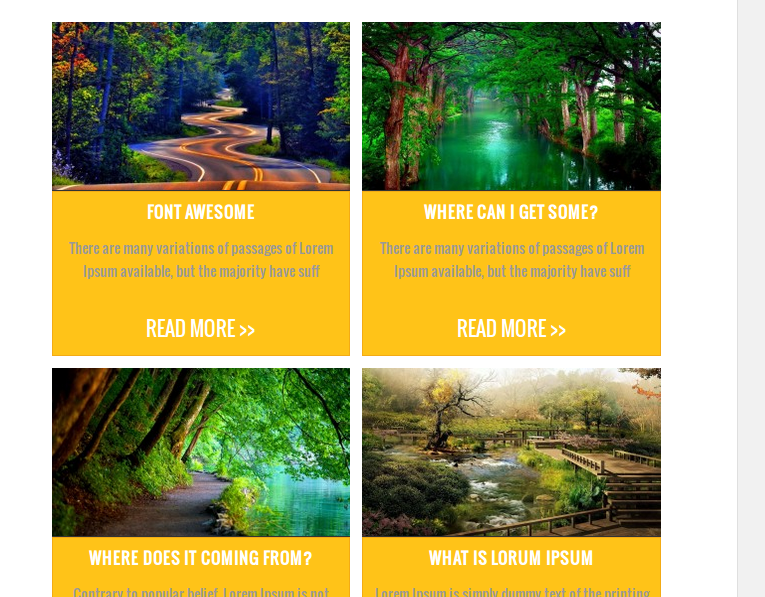 FONT AWESOME
There are many variations of passages of Lorem
Ipsum available, but the majority have suff
READ MORE >>
WHERE CAN I GET SOME?
There are many variations of passages of Lorem
Ipsum available, but the majority have suff
READ MORE >>
WHERE DOES IT COMING FROM?
Contrary to popular belief, Lorem Ipsum is not
WHAT IS LORUM IPSUM
Lorem Ipsum is simply dummy text of the printing